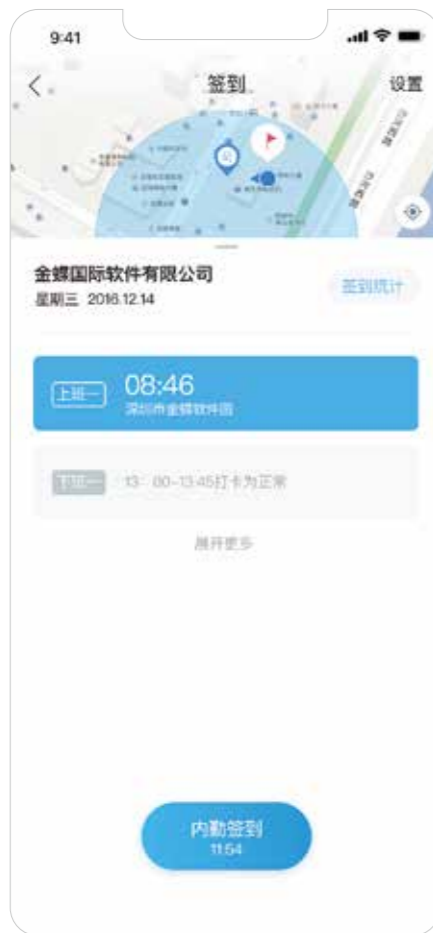 9:41
签到
设置
金蝶国际软件有限公司
星期三 2016.12.14
签到统计
上班一
08:46
深圳市金蝶软件园
下班一
13:00-13:45打卡为正常
展开更多
内勤签到
11:54